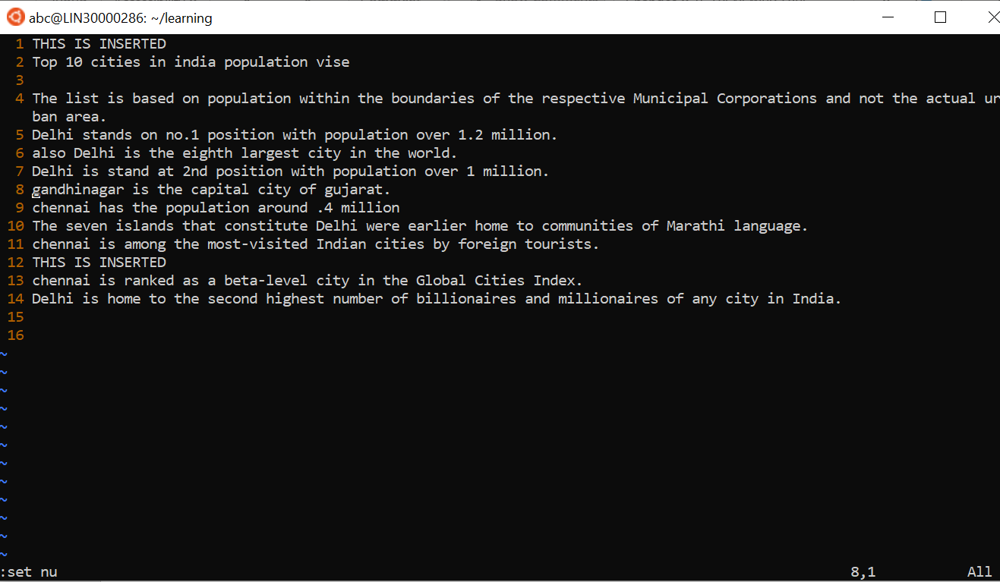 abc@LIN30000286: ~/learning
1 THIS IS INSERTED
2 Top 10 cities in india population vise
3
4 The list is based on population within the boundaries of the respective Municipal Corporations and not the actual ur
ban area.
5 Delhi stands on no.1 position with population over 1.2 million.
6 also Delhi is the eighth largest city in the world.
7 Delhi is stand at 2nd position with population over 1 million.
8 gandhinagar is the capital city of gujarat.
9 chennai has the population around .4 million
10 The seven islands that constitute Delhi were earlier home to communities of Marathi language.
11 chennai is among the most-visited Indian cities by foreign tourists.
12 THIS IS INSERTED
13 chennai is ranked as a beta-level city in the Global Cities Index.
14 Delhi is home to the second highest number of billionaires and millionaires of any city in India.
15
16
~
~
~
~
~
~
~
~
~
~
~
~
:set nu 8,1 All